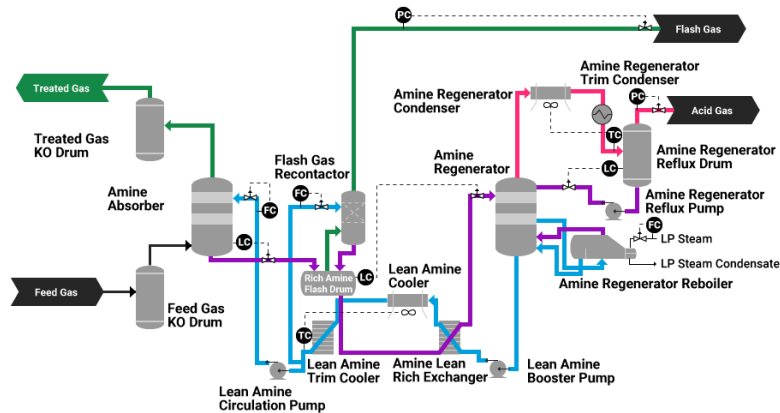 PC
Flash Gas
Treated Gas
Treated Gas
KO Drum
Amine Regenerator
Trim Condenser
Amine Regenerator
Condenser
PC
Acid Gas
TC
Flash Gas
Recontactor
Amine
Regenerator
Amine Regenerator
Reflux Drum
LC
Amine
Absorber
FC
FC
Amine Regenerator
Reflux Pump
LC
FC
LP Steam
LP Steam Condensate
Rich Amine
Flash Drum
LC
Lean Amine
Cooler
Amine Regenerator Reboiler
Feed Gas
Feed Gas
KO Drum
TC
Lean Amine
Trim Cooler
Amine Lean
Rich Exchanger
Lean Amine
Booster Pump
Lean Amine
Circulation Pump